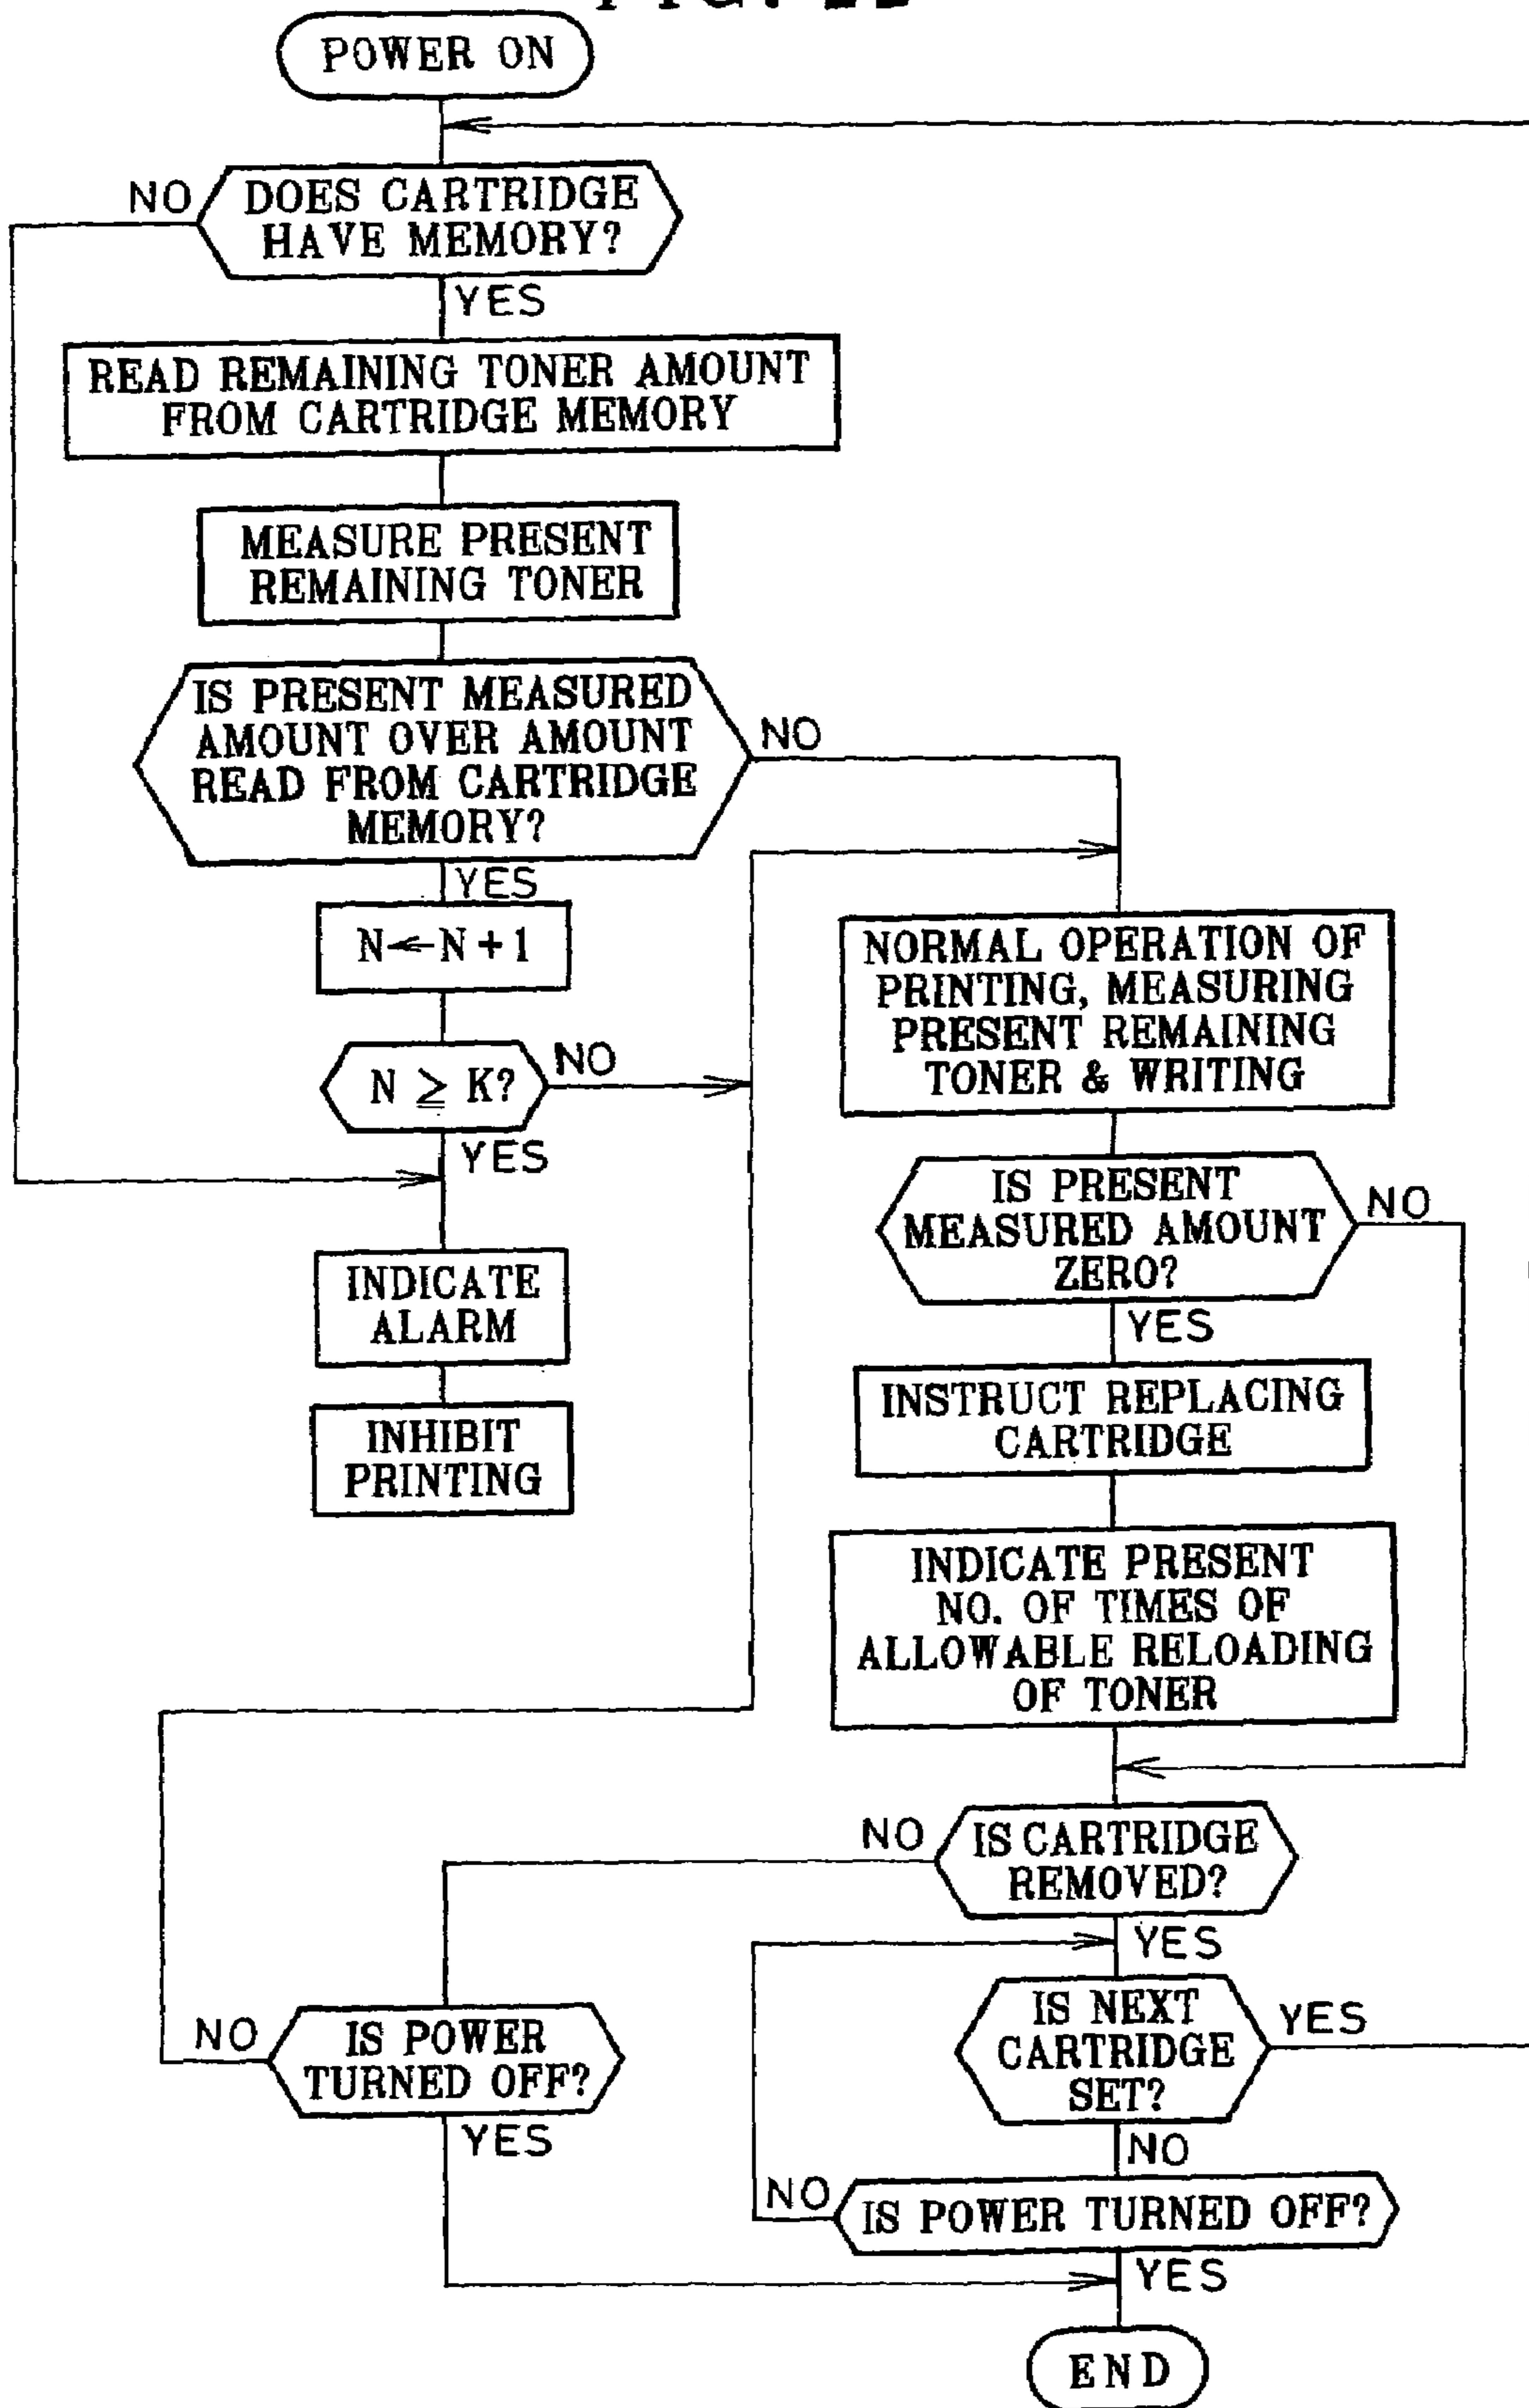 POWER ON
NO
DOES CARTRIDGE
HAVE MEMORY?
YES
READ REMAINING TONER AMOUNT
FROM CARTRIDGE MEMORY
MEASURE PRESENT
REMAINING TONER
IS PRESENT MEASURED
AMOUNT OVER AMOUNT
READ FROM CARTRIDGE
MEMORY?
NO
YES
N←N+1
N ≧ K?
NO
YES
INDICATE
ALARM
INHIBIT
PRINTING
NORMAL OPERATION OF
PRINTING, MEASURING
PRESENT REMAINING
TONER & WRITING
IS PRESENT
MEASURED AMOUNT
ZERO?
NO
YES
INSTRUCT REPLACING
CARTRIDGE
INDICATE PRESENT
NO. OF TIMES OF
ALLOWABLE RELOADING
OF TONER
NO
IS CARTRIDGE
REMOVED?
YES
NO
IS POWER
TURNED OFF?
YES
IS NEXT
CARTRIDGE
SET?
YES
NO
NO
IS POWER TURNED OFF?
YES
END